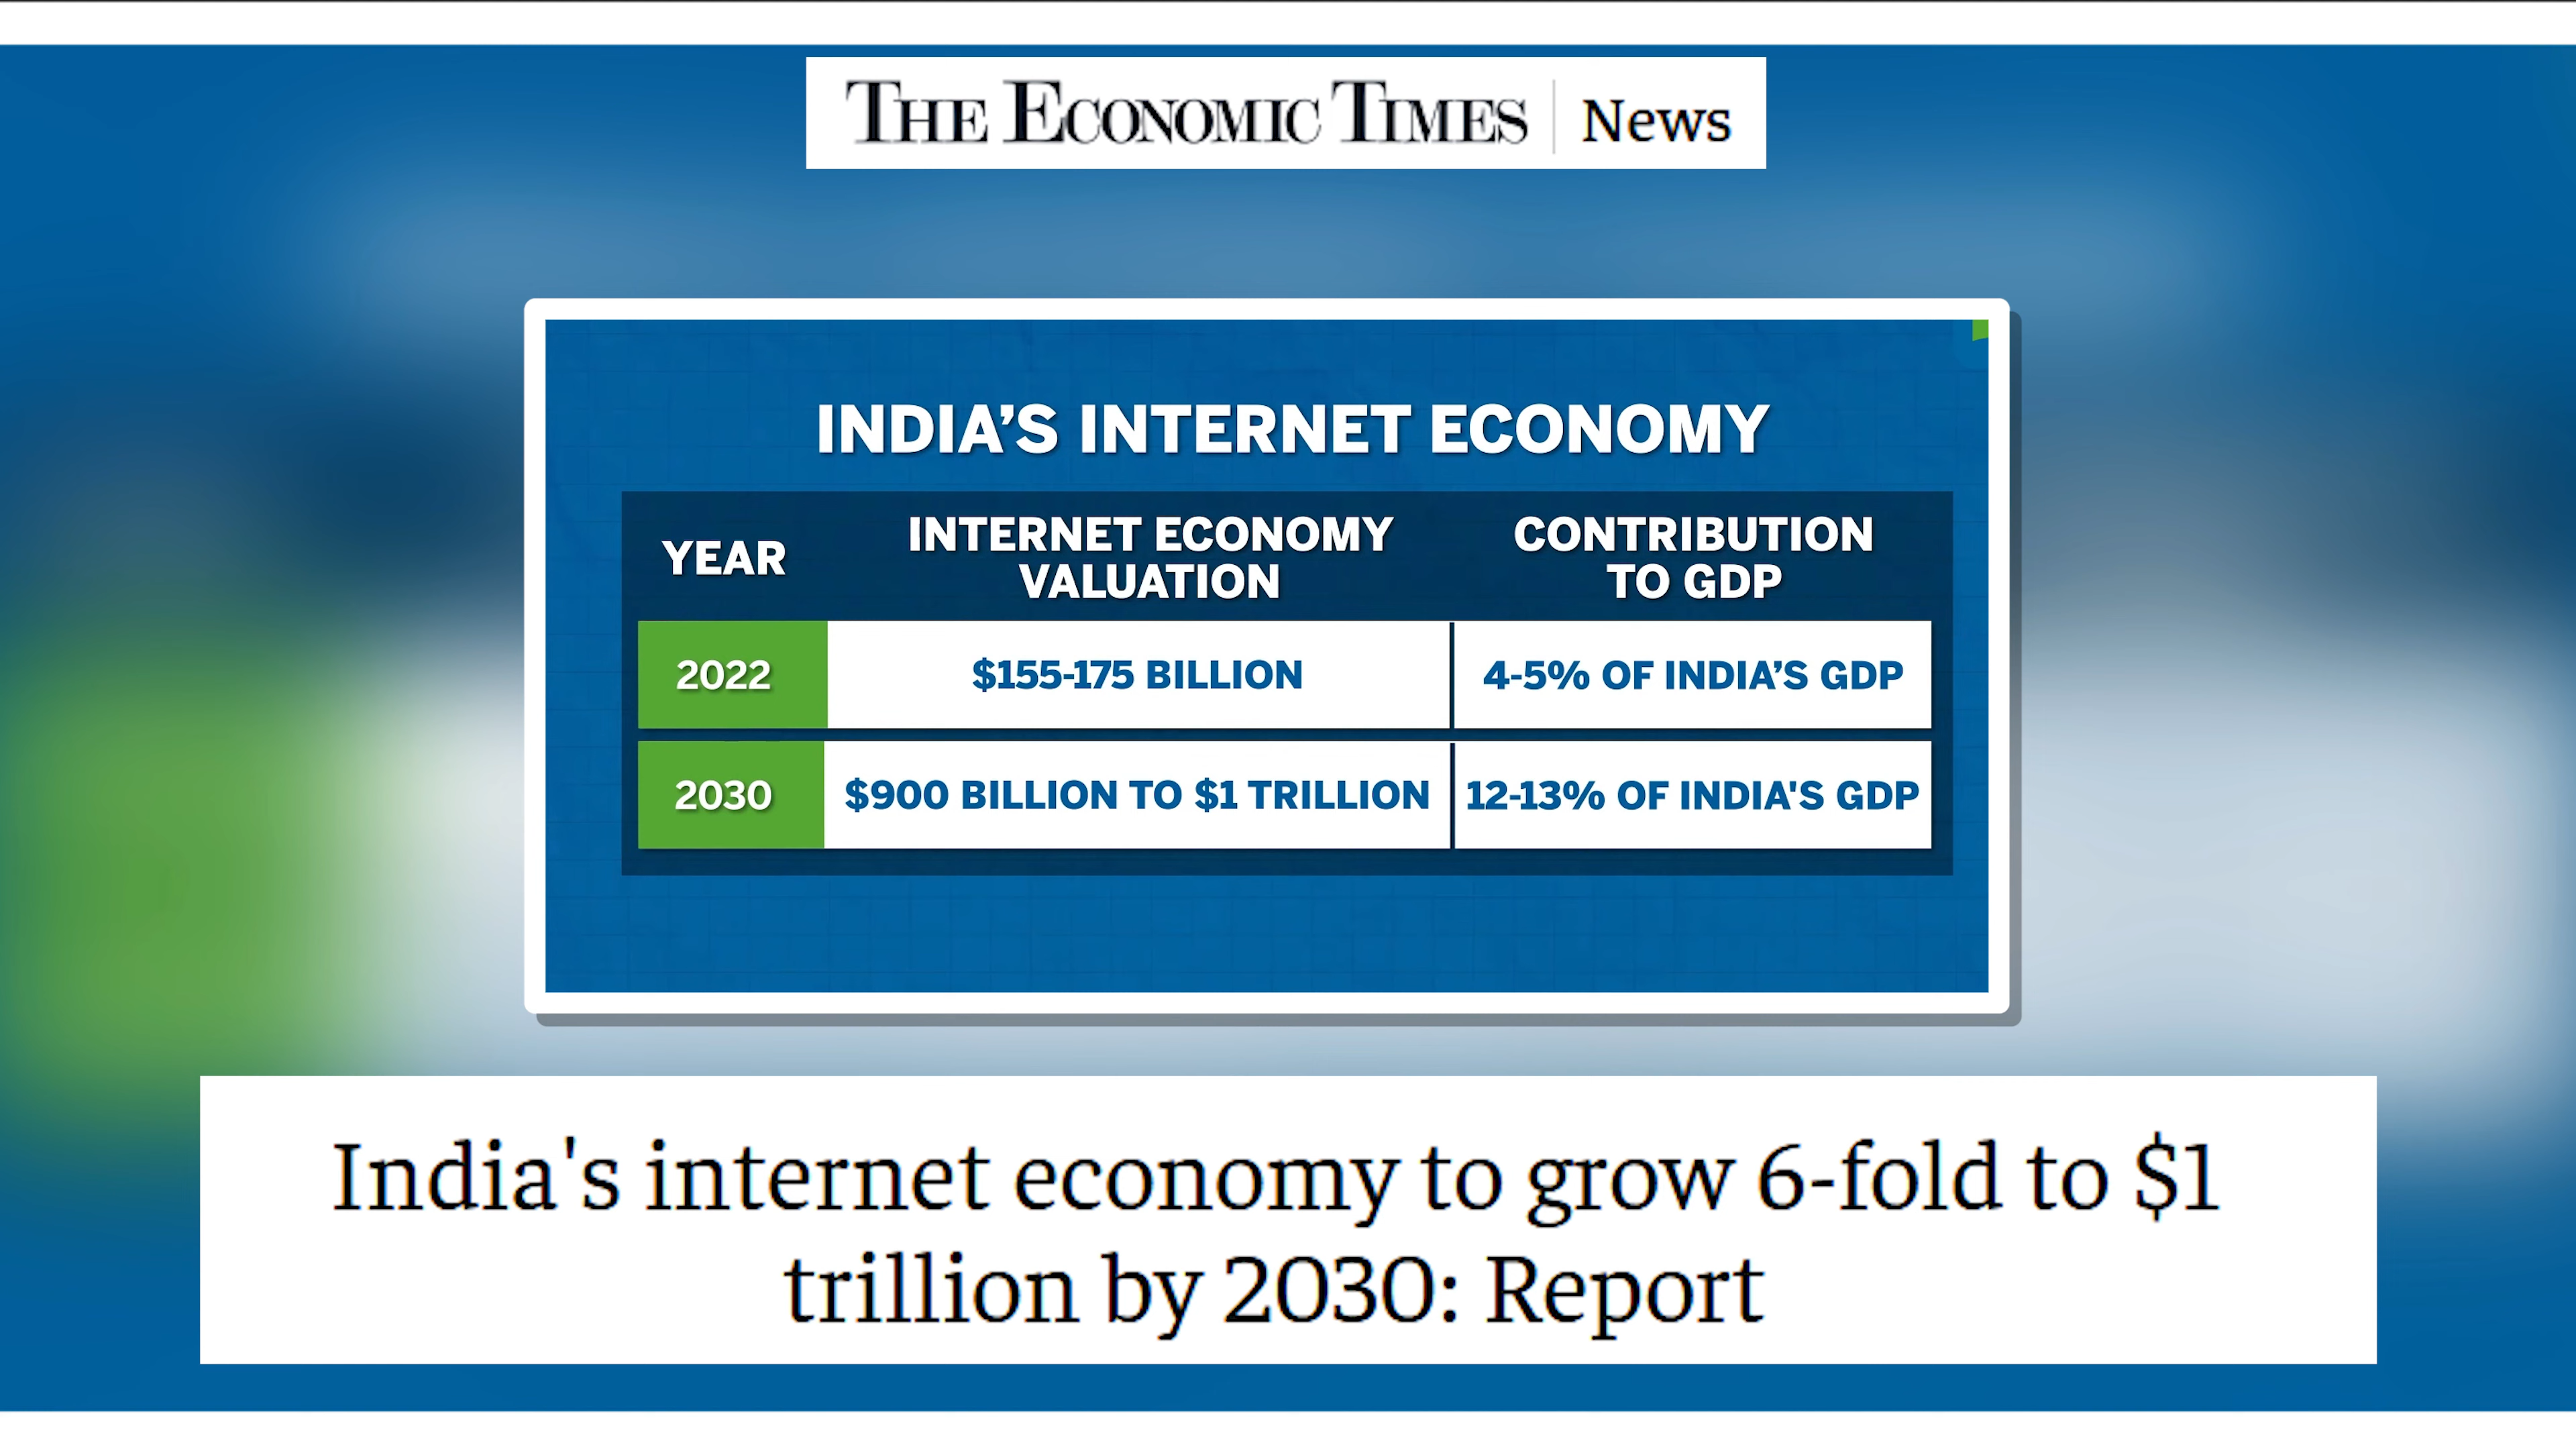 THE ECONOMIC TIMES | News
INDIA’S INTERNET ECONOMY
YEAR
INTERNET ECONOMY
VALUATION
CONTRIBUTION
TO GDP
2022
$155-175 BILLION
4-5% OF INDIA’S GDP
2030
$900 BILLION TO $1 TRILLION
12-13% OF INDIA'S GDP
India's internet economy to grow 6-fold to $1
trillion by 2030: Report